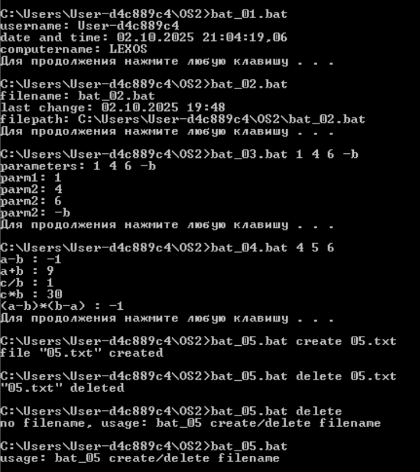 C:\Users\User-d4c889c4\OS2>bat_01.bat
username: User-d4c889c4
date and time: 02.10.2025 21:04:19,06
computername: LEXOS
Для продолжения нажмите любую клавишу . . .
C:\Users\User-d4c889c4\OS2>bat_02.bat
filename: bat_02.bat
last change: 02.10.2025 19:48
filepath: C:\Users\User-d4c889c4\OS2\bat_02.bat
Для продолжения нажмите любую клавишу . . .
C:\Users\User-d4c889c4\OS2>bat_03.bat 1 4 6 -b
parameters: 1 4 6 -b
parm1: 1
parm2: 4
parm2: 6
parm2: -b
Для продолжения нажмите любую клавишу . . .
C:\Users\User-d4c889c4\OS2>bat_04.bat 4 5 6
a-b : -1
a+b : 9
c/b : 1
c*b : 30
(a-b)*(b-a) : -1
Для продолжения нажмите любую клавишу . . .
C:\Users\User-d4c889c4\OS2>bat_05.bat create 05.txt
file "05.txt" created
C:\Users\User-d4c889c4\OS2>bat_05.bat delete 05.txt
"05.txt" deleted
C:\Users\User-d4c889c4\OS2>bat_05.bat delete
no filename, usage: bat_05 create/delete filename
C:\Users\User-d4c889c4\OS2>bat_05.bat
usage: bat_05 create/delete filename